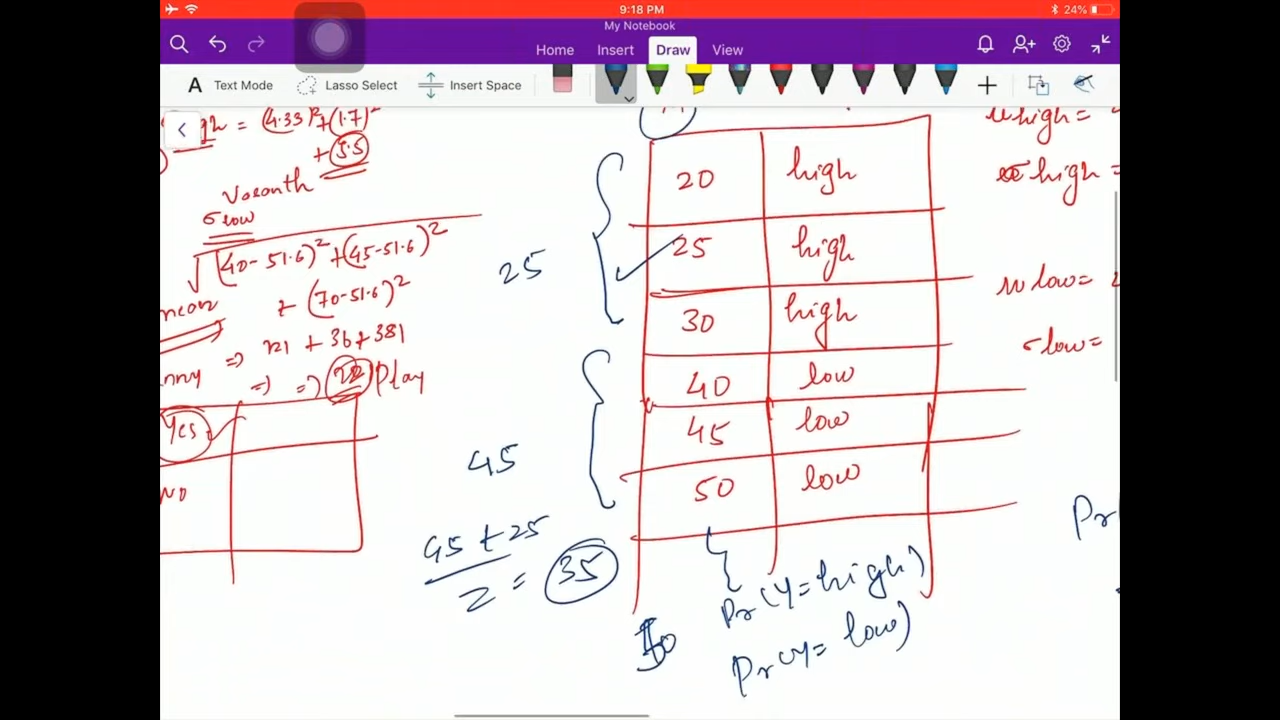 9:18 PM
24%
My Notebook
Home Insert Draw View
A Text Mode Lasso Select Insert Space
= (4.33)² + (1.7)²
+ 5.5
Vasanth
σ low
√(40-51.6)² + (45-51.6)²
+ (70-51.6)²
=> 121 + 36 + 381
=> => Play
YES
NO
25
45
45 + 25
2 = 35
20 high
25 high
30 high
40 low
45 low
50 low
Pr(Y=high)
Pr(Y=low)
high =
σ high =
low =
σ low =
Pr